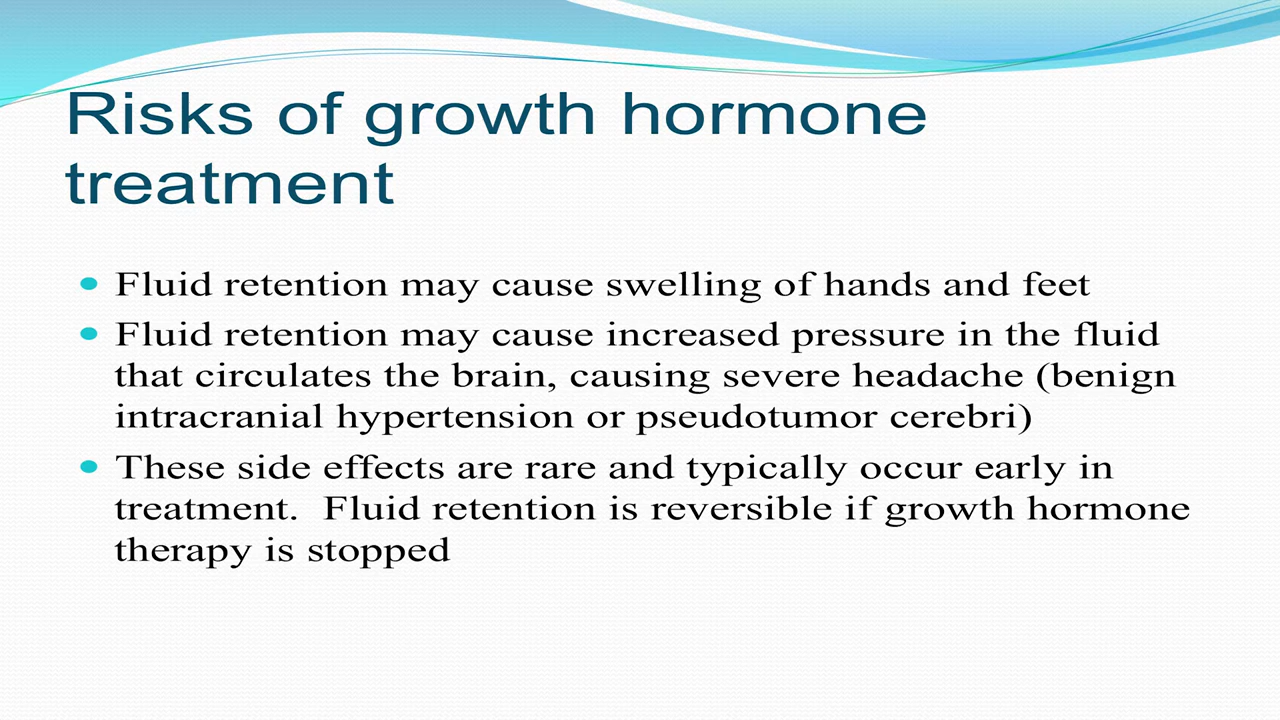 Risks of growth hormone
treatment
• Fluid retention may cause swelling of hands and feet
• Fluid retention may cause increased pressure in the fluid
that circulates the brain, causing severe headache (benign
intracranial hypertension or pseudotumor cerebri)
• These side effects are rare and typically occur early in
treatment.  Fluid retention is reversible if growth hormone
therapy is stopped